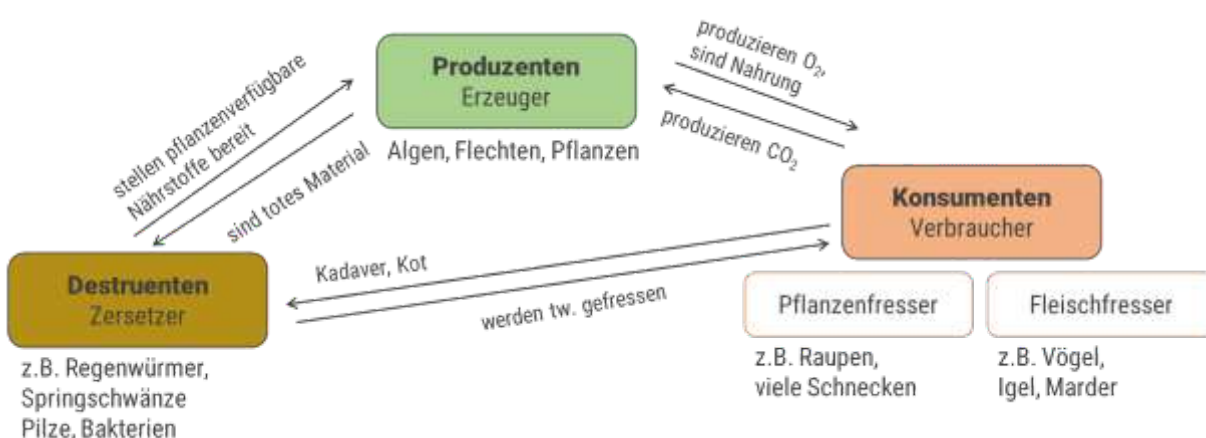 Produzenten
Erzeuger
Algen, Flechten, Pflanzen
produzieren O₂,
sind Nahrung
produzieren CO₂
stellen pflanzenverfügbare
Nährstoffe bereit
sind totes Material
Konsumenten
Verbraucher
Kadaver, Kot
werden tw. gefressen
Destruenten
Zersetzer
z.B. Regenwürmer,
Springschwänze
Pilze, Bakterien
Pflanzenfresser
z.B. Raupen,
viele Schnecken
Fleischfresser
z.B. Vögel,
Igel, Marder